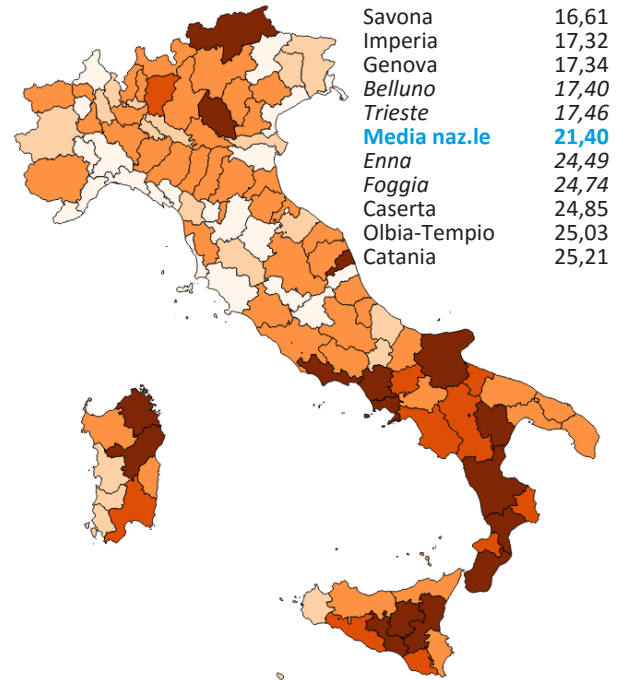 Savona 16,61
Imperia 17,32
Genova 17,34
Belluno 17,40
Trieste 17,46
Media naz.le 21,40
Enna 24,49
Foggia 24,74
Caserta 24,85
Olbia-Tempio 25,03
Catania 25,21